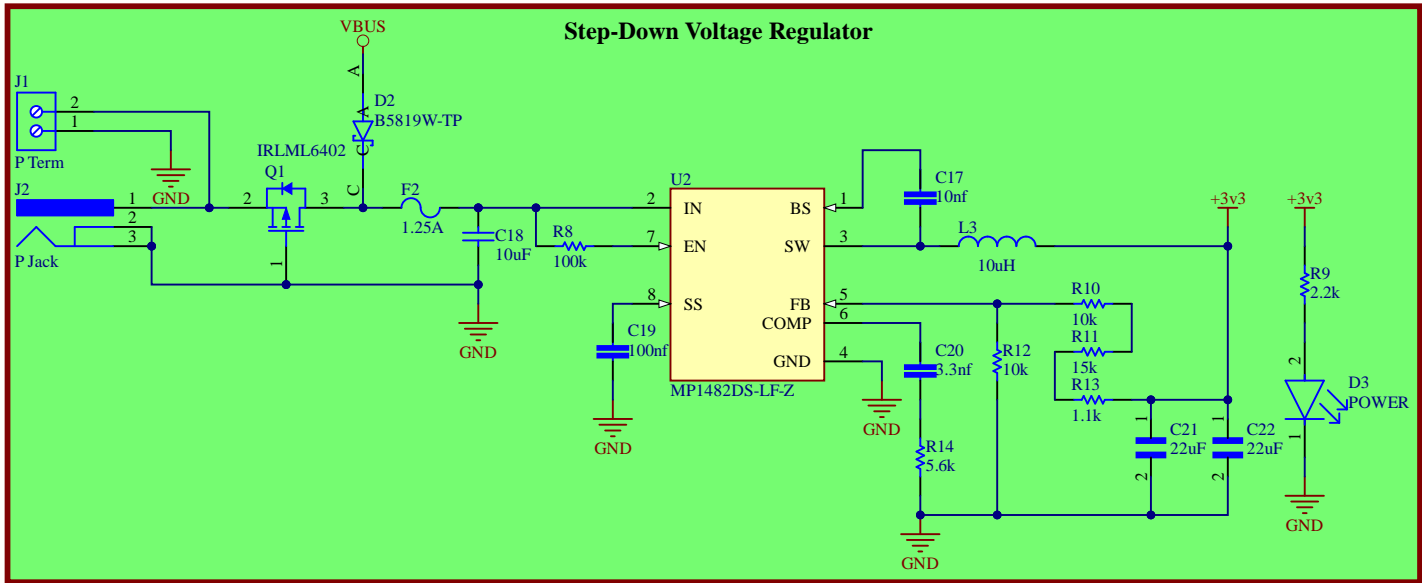 Step-Down Voltage Regulator
VBUS
A
J1
2
1
P Term
GND
D2
A
B5819W-TP
C
C
IRLML6402
Q1
2
3
1
J2
1
2
3
P Jack
F2
1.25A
C18
10uF
GND
R8
100k
U2
2 IN
7 EN
8 SS
BS 1
SW 3
FB 5
COMP 6
GND 4
MP1482DS-LF-Z
C19
100nf
GND
C17
10nf
L3
10uH
GND
C20
3.3nf
R14
5.6k
GND
R12
10k
R10
10k
R11
15k
R13
1.1k
+3v3
1
C21
22uF
2
1
C22
22uF
2
+3v3
R9
2.2k
2
D3
POWER
1
GND